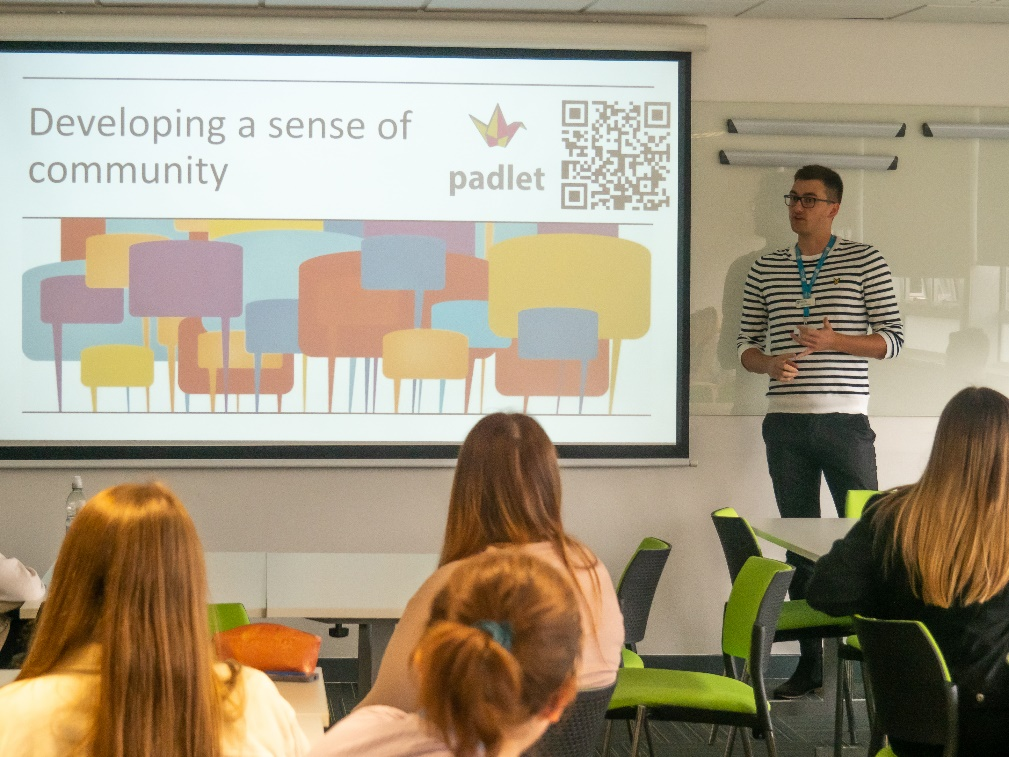 Developing a sense of
community
padlet